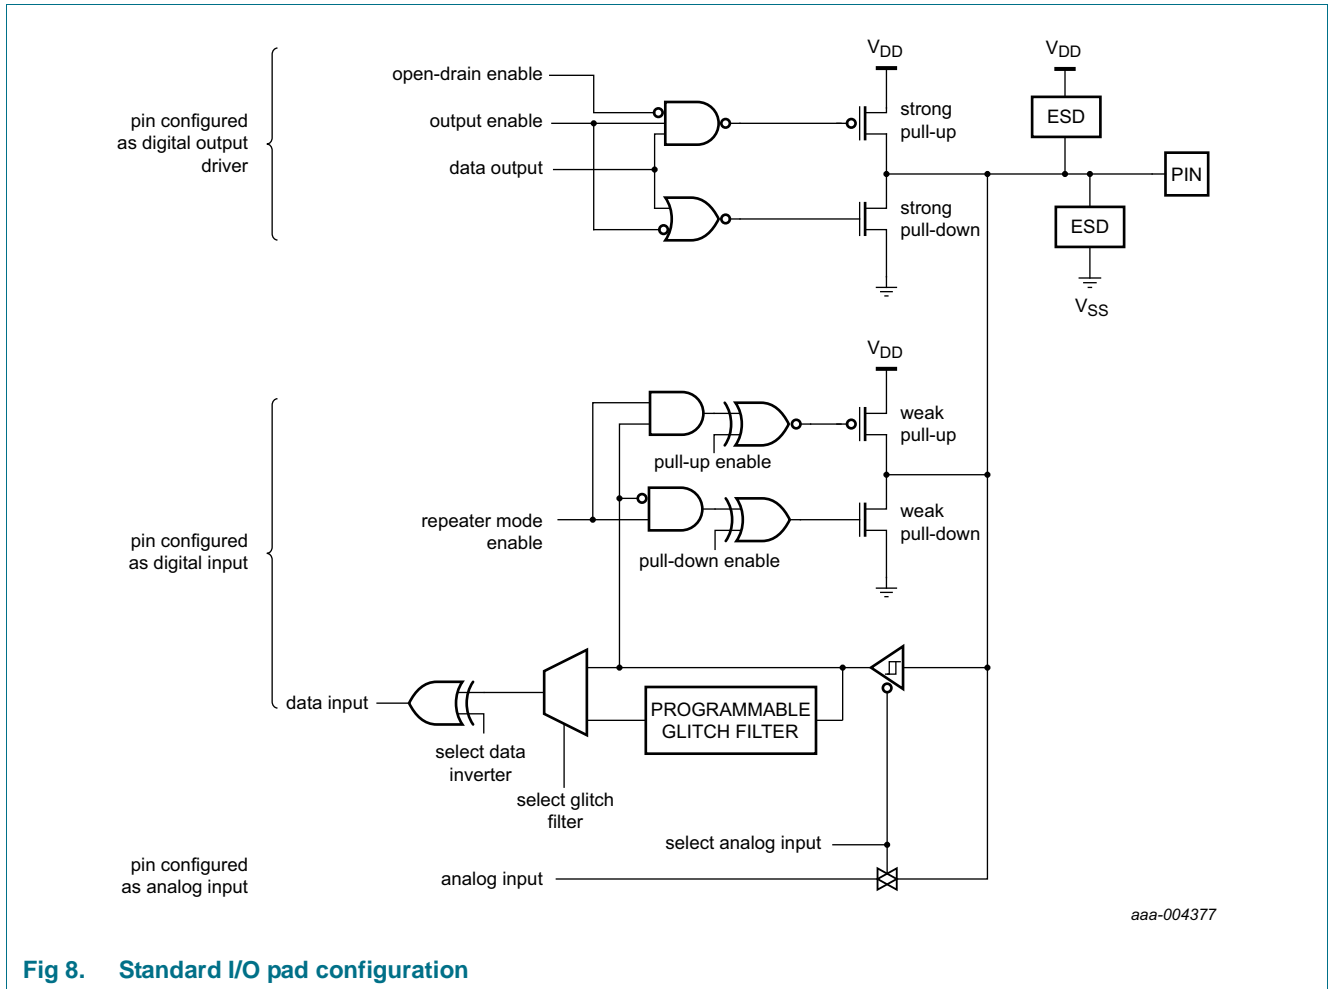 VDD
VDD
open-drain enable
pin configured
as digital output
driver
output enable
data output
strong
pull-up
ESD
PIN
strong
pull-down
ESD
VSS
VDD
weak
pull-up
pull-up enable
repeater mode
enable
pull-down enable
weak
pull-down
pin configured
as digital input
data input
select data
inverter
PROGRAMMABLE
GLITCH FILTER
select glitch
filter
select analog input
pin configured
as analog input
analog input
aaa-004377
Fig 8. Standard I/O pad configuration